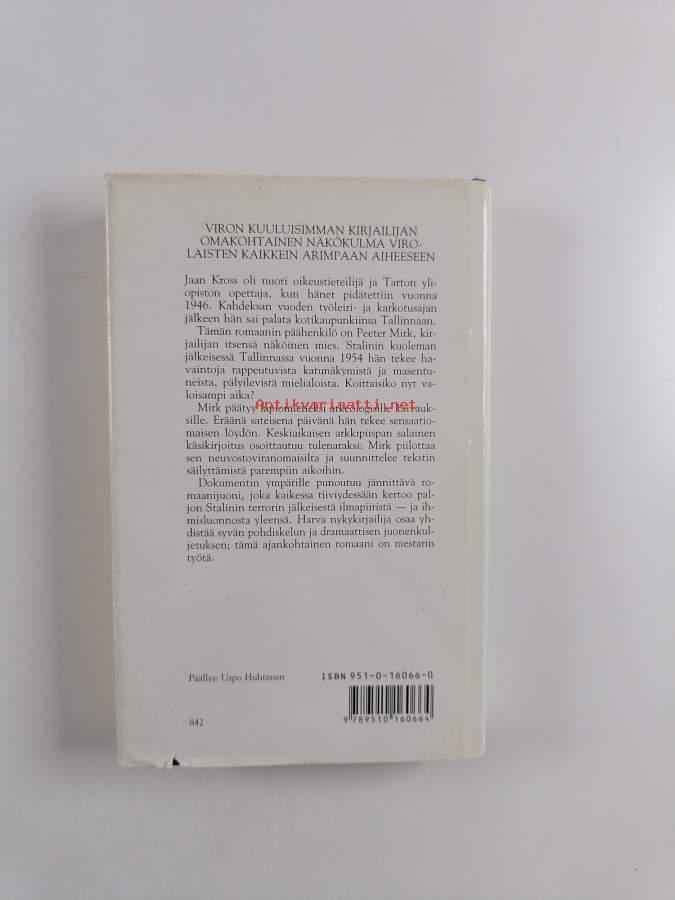 VIRON KUULUISIMMAN KIRJAILIJAN
OMAKOHTAINEN NÄKÖKULMA VIRO-
LAISTEN KAIKKEIN ARIMPAAN AIHEESEEN
Jaan Kross oli nuori oikeustieteilijä ja Tarton yli-
opiston opettaja, kun hänet pidätettiin vuonna
1946. Kahdeksan vuoden työleiri- ja karkotusajan
jälkeen hän sai palata kotikaupunkiinsa Tallinnaan.
Tämän romaanin päähenkilö on Peeter Mirk, kir-
jailijan itsensä näköinen mies. Stalinin kuoleman
jälkeisessä Tallinnassa vuonna 1954 hän tekee ha-
vaintoja rappeutuvista katunäkymistä ja masentu-
neista, pälyilevistä mielialoista. Koittaisiko nyt va-
loisampi aika?
Antikvariaatti.net
Mirk päätyy lapiomieheksi arkeologisille kaivauk-
sille. Eräänä sateisena päivänä hän tekee sensaatio-
maisen löydön. Keskiaikaisen arkkipiispan salainen
käsikirjoitus osoittautuu tulenaraksi: Mirk piilottaa
sen neuvostoviranomaisilta ja suunnittelee tekstin
säilyttämistä parempiin aikoihin.
Dokumentin ympärille punoutuu jännittävä ro-
maanijuoni, joka kaikessa tiiviydessään kertoo pal-
jon Stalinin terrorin jälkeisestä ilmapiiristä — ja ih-
misluonnosta yleensä. Harva nykykirjailija osaa yh-
distää syvän pohdiskelun ja dramaattisen juonenkul-
jetuksen; tämä ajankohtainen romaani on mestarin
työtä.
Päällys: Urpo Huhtanen
ISBN 951-0-16066-0
9 789510 160664
842